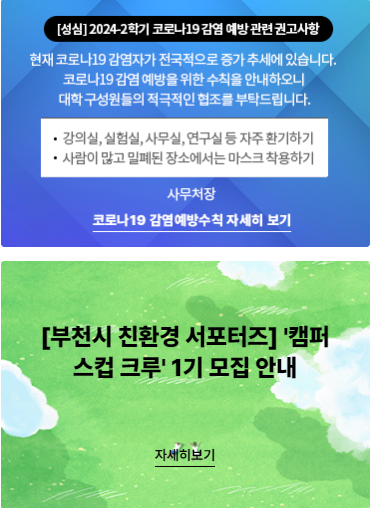 [성심] 2024-2학기 코로나19 감염 예방 관련 권고사항
현재 코로나19 감염자가 전국적으로 증가 추세에 있습니다.
코로나19 감염 예방을 위한 수칙을 안내하오니
대학 구성원들의 적극적인 협조를 부탁드립니다.
• 강의실, 실험실, 사무실, 연구실 등 자주 환기하기
• 사람이 많고 밀폐된 장소에서는 마스크 착용하기
사무처장
코로나19 감염예방수칙 자세히 보기
[부천시 친환경 서포터즈] '캠퍼
스컵 크루' 1기 모집 안내
자세히보기